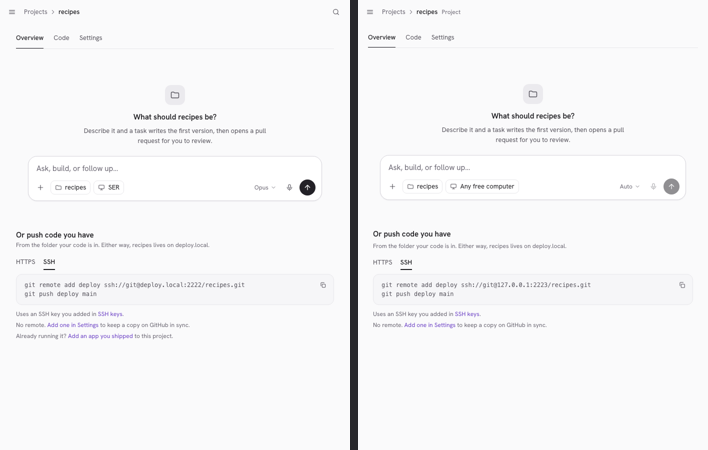 Projects > recipes
Overview Code Settings
What should recipes be?
Describe it and a task writes the first version, then opens a pull
request for you to review.
Ask, build, or follow up...
recipes SER Opus
Or push code you have
From the folder your code is in. Either way, recipes lives on deploy.local.
HTTPS SSH
git remote add deploy ssh://git@deploy.local:2222/recipes.git
git push deploy main
Uses an SSH key you added in SSH keys.
No remote. Add one in Settings to keep a copy on GitHub in sync.
Already running it? Add an app you shipped to this project.
Projects > recipes Project
Overview Code Settings
What should recipes be?
Describe it and a task writes the first version, then opens a pull
request for you to review.
Ask, build, or follow up...
recipes Any free computer Auto
Or push code you have
From the folder your code is in. Either way, recipes lives on deploy.local.
HTTPS SSH
git remote add deploy ssh://git@127.0.0.1:2223/recipes.git
git push deploy main
Uses an SSH key you added in SSH keys.
No remote. Add one in Settings to keep a copy on GitHub in sync.